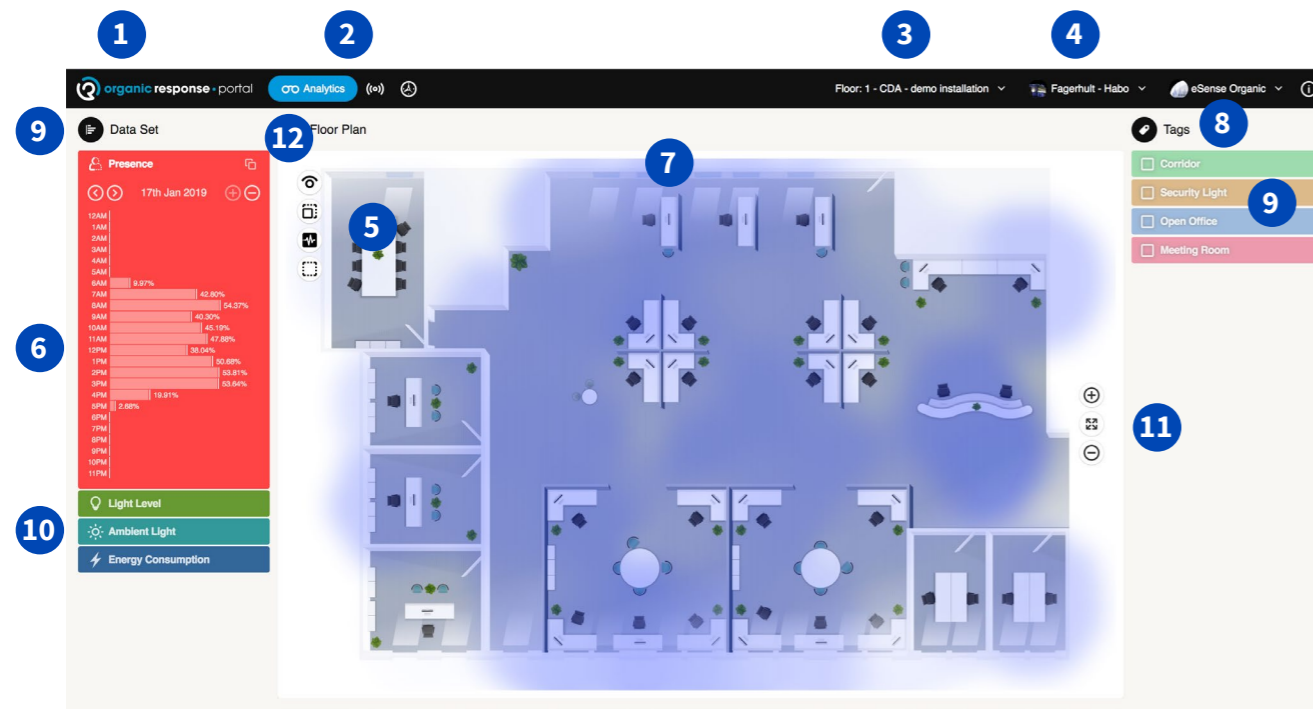 1
2
3
4
organic response • portal
Analytics
Floor: 1 - CDA - demo installation
Fagerhult - Habo
eSense Organic
9
Data Set
12
Floor Plan
7
Tags
8
Presence
17th Jan 2019
12AM
1AM
2AM
3AM
4AM
5AM
6AM 9.97%
7AM 42.80%
8AM 54.37%
9AM 40.30%
10AM 45.19%
11AM 47.68%
12PM 38.04%
1PM 50.68%
2PM 53.81%
3PM 53.64%
4PM 19.91%
5PM 2.68%
6PM
7PM
8PM
9PM
10PM
11PM
6
5
Corridor
Security Light
9
Open Office
Meeting Room
11
Light Level
10
Ambient Light
Energy Consumption